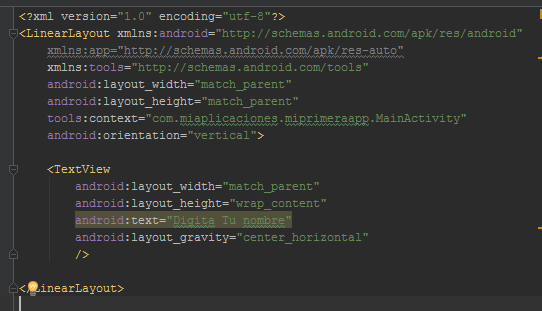 <?xml version="1.0" encoding="utf-8"?>
<LinearLayout xmlns:android="http://schemas.android.com/apk/res/android"
xmlns:app="http://schemas.android.com/apk/res-auto"
xmlns:tools="http://schemas.android.com/tools"
android:layout_width="match_parent"
android:layout_height="match_parent"
tools:context="com.miaplicaciones.miprimeraapp.MainActivity"
android:orientation="vertical">
<TextView
android:layout_width="match_parent"
android:layout_height="wrap_content"
android:text="Digita Tu nombre"
android:layout_gravity="center_horizontal"
/>
</LinearLayout>